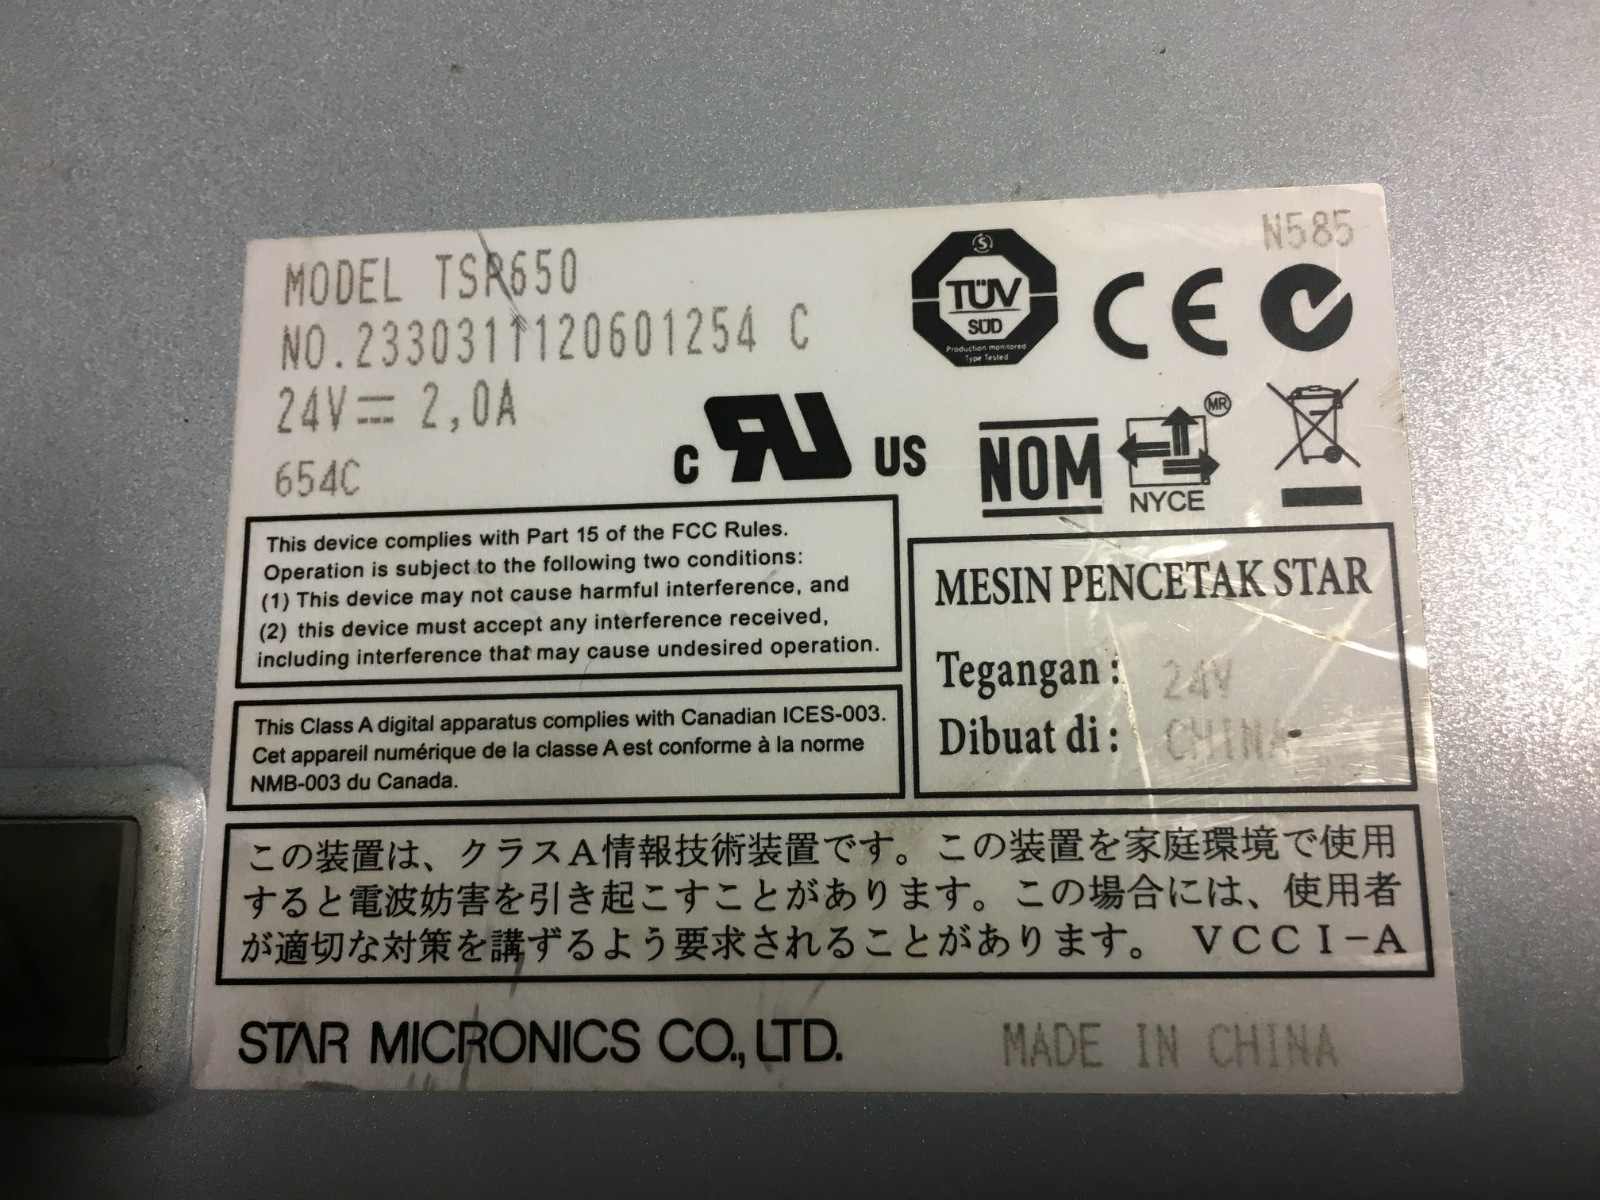 MODEL TSP650
NO.2330311120601254 C
24V⎓ 2,0A
654C
TÜV
SÜD
Production monitored
Type Tested
CE
N585
c RU US
NOM
MR
NYCE
This device complies with Part 15 of the FCC Rules.
Operation is subject to the following two conditions:
(1) This device may not cause harmful interference, and
(2) this device must accept any interference received,
including interference that may cause undesired operation.
This Class A digital apparatus complies with Canadian ICES-003.
Cet appareil numérique de la classe A est conforme à la norme
NMB-003 du Canada.
MESIN PENCETAK STAR
Tegangan : 24V
Dibuat di : CHINA
この装置は、クラスA情報技術装置です。この装置を家庭環境で使用
すると電波妨害を引き起こすことがあります。この場合には、使用者
が適切な対策を講ずるよう要求されることがあります。 VCCI-A
STAR MICRONICS CO., LTD.
MADE IN CHINA